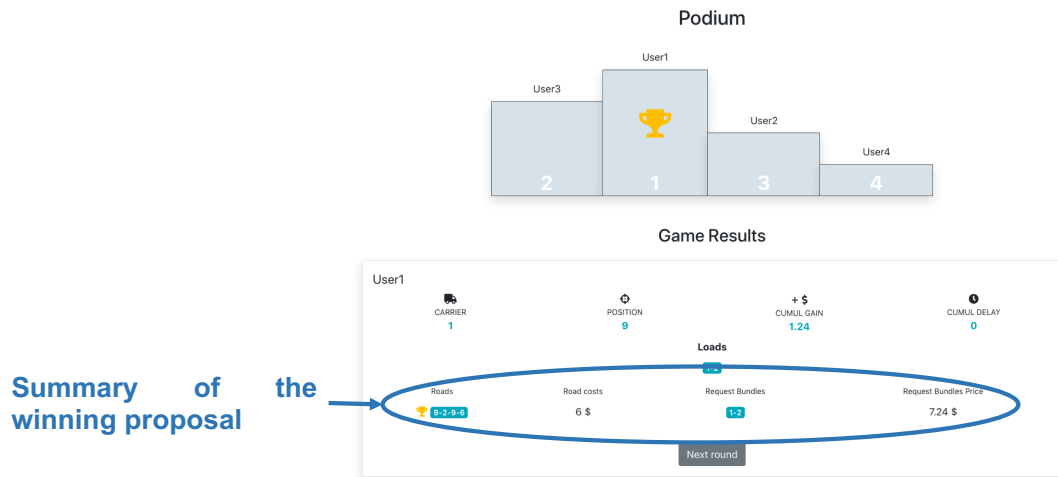 Podium
User1
User3
User2
User4
2
1
3
4
Game Results
User1
CARRIER
POSITION
+ $
CUMUL GAIN
CUMUL DELAY
1
9
1.24
0
Loads
1-2
Summary of the
winning proposal
Roads
Road costs
Request Bundles
Request Bundles Price
9-2-9-6
6 $
1-2
7.24 $
Next round